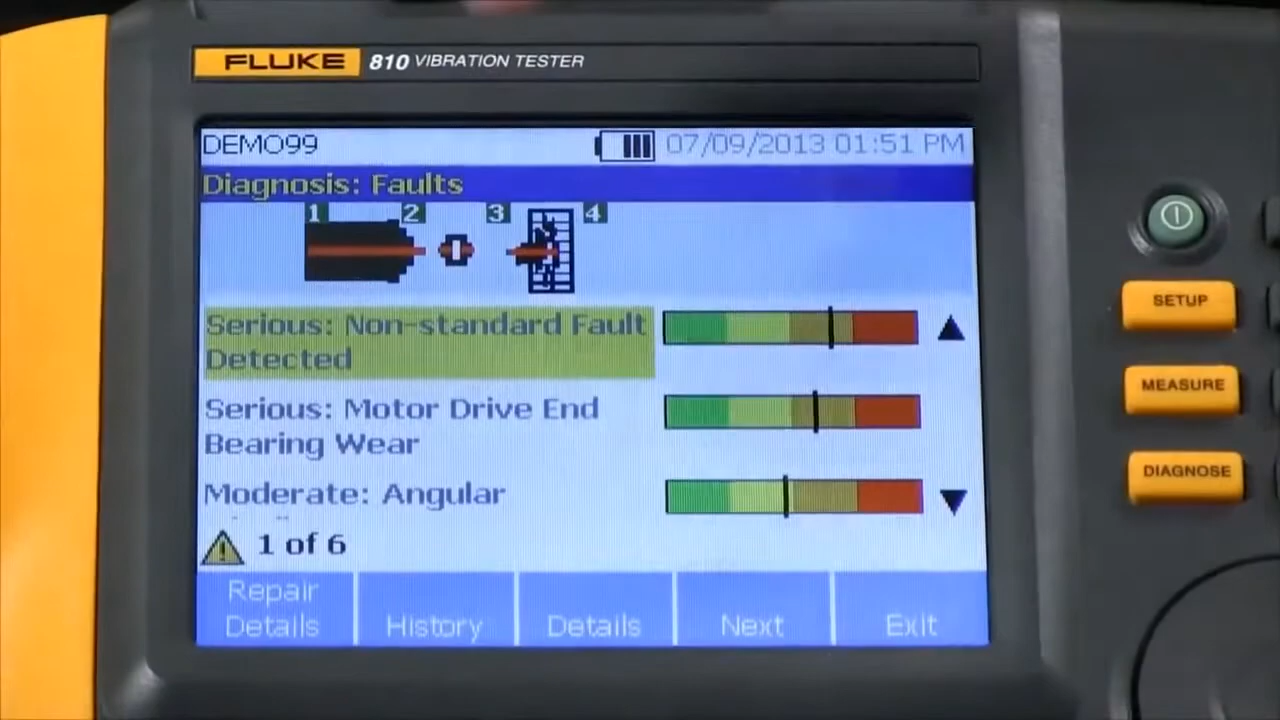 FLUKE 810 VIBRATION TESTER
DEMO99 07/09/2013 01:51 PM
Diagnosis: Faults
1 2 3 4
Serious: Non-standard Fault
Detected
Serious: Motor Drive End
Bearing Wear
Moderate: Angular
1 of 6
Repair
Details
History
Details
Next
Exit
SETUP
MEASURE
DIAGNOSE